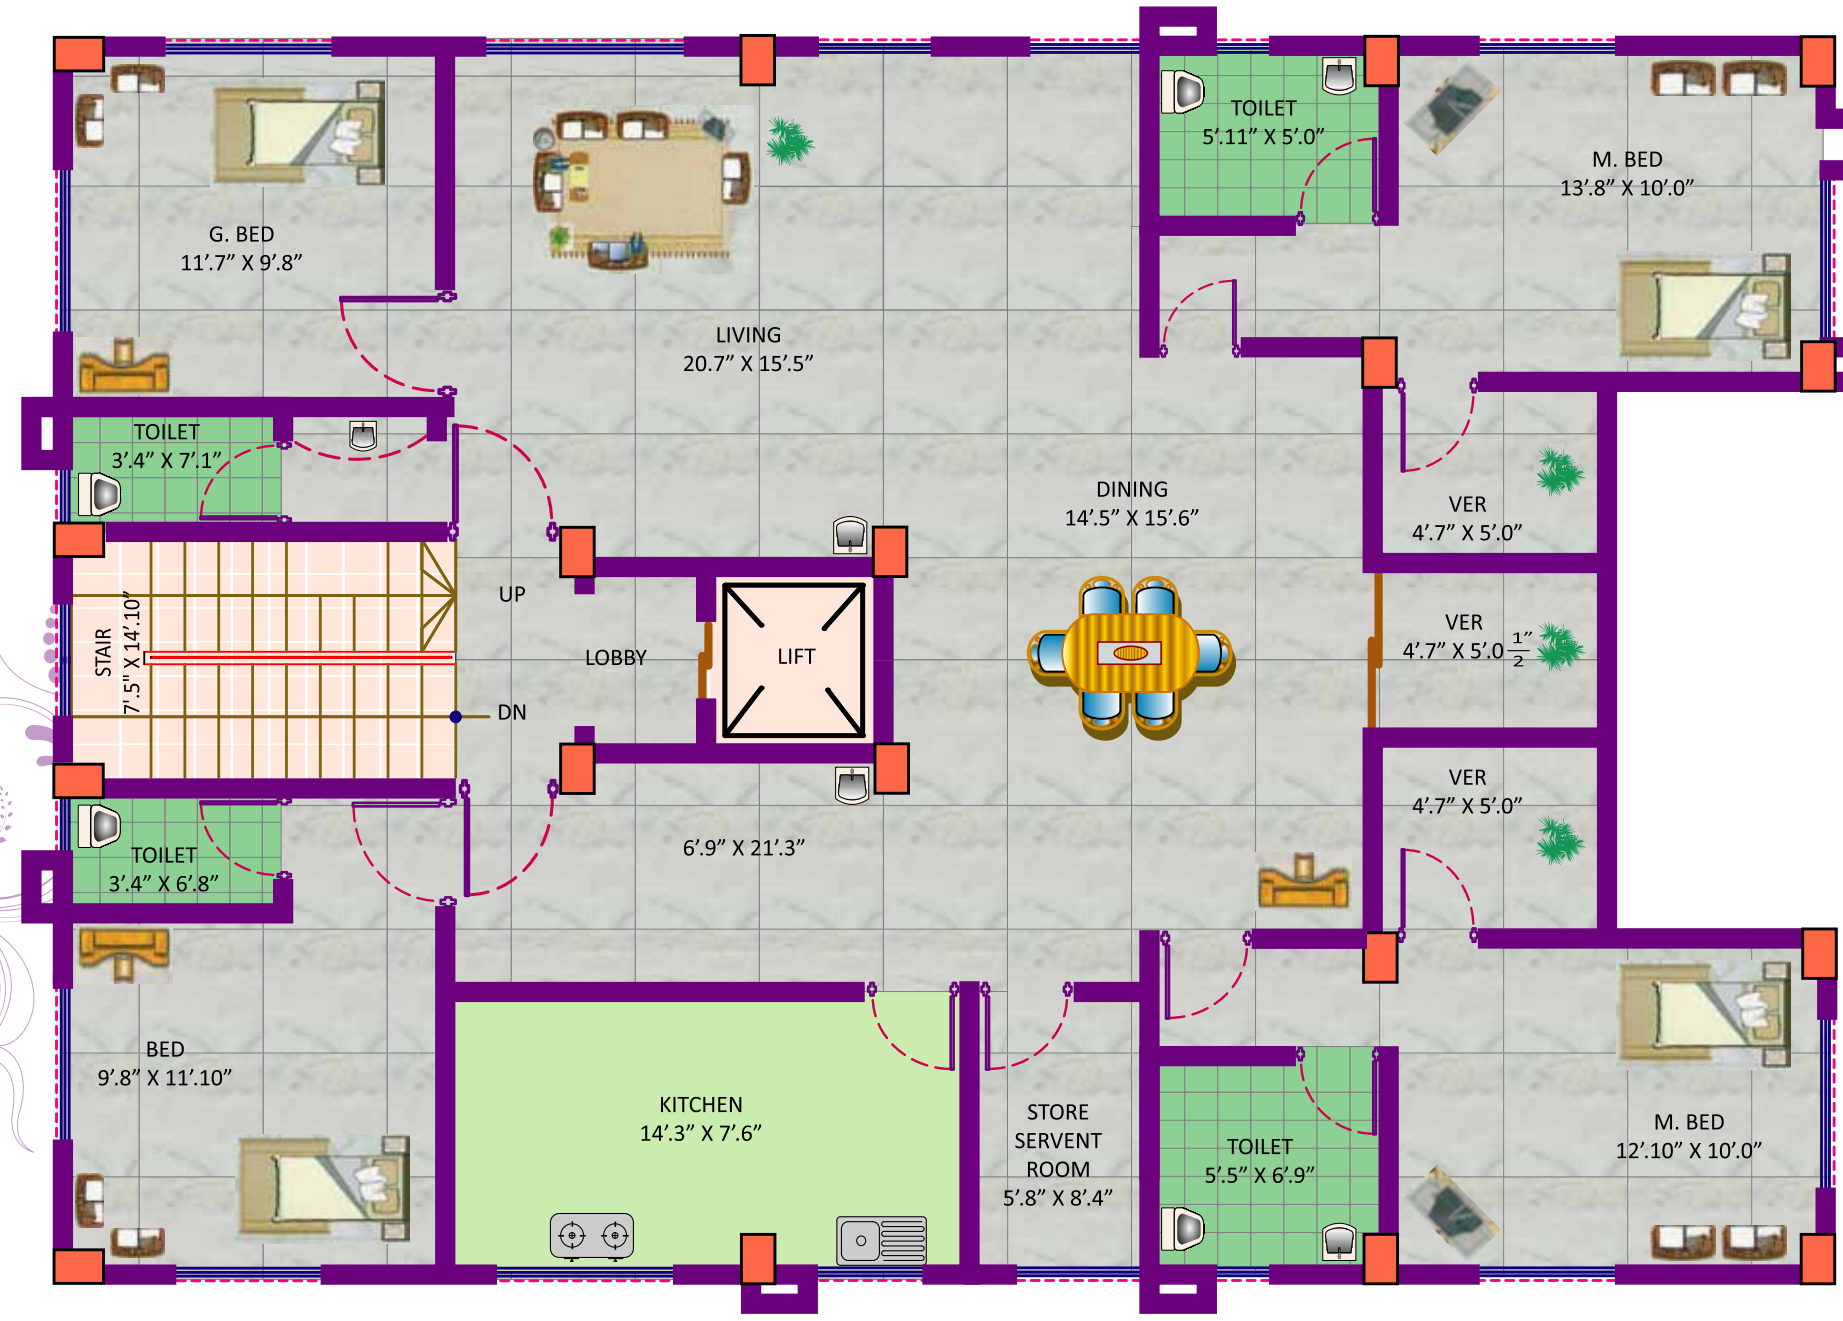 TOILET
5’.11” X 5’.0”
M. BED
13’.8” X 10’.0”
G. BED
11’.7” X 9’.8”
LIVING
20.7” X 15’.5”
TOILET
3’.4” X 7’.1”
DINING
14’.5” X 15’.6”
VER
4’.7” X 5’.0”
UP
STAIR
7'.5" X 14'.10"
LOBBY
LIFT
VER
4’.7” X 5’.0 1”/2
DN
VER
4’.7” X 5’.0”
TOILET
3’.4” X 6’.8”
6’.9” X 21’.3”
BED
9’.8” X 11’.10”
KITCHEN
14’.3” X 7’.6”
STORE
SERVENT
ROOM
5’.8” X 8’.4”
TOILET
5’.5” X 6’.9”
M. BED
12’.10” X 10’.0”